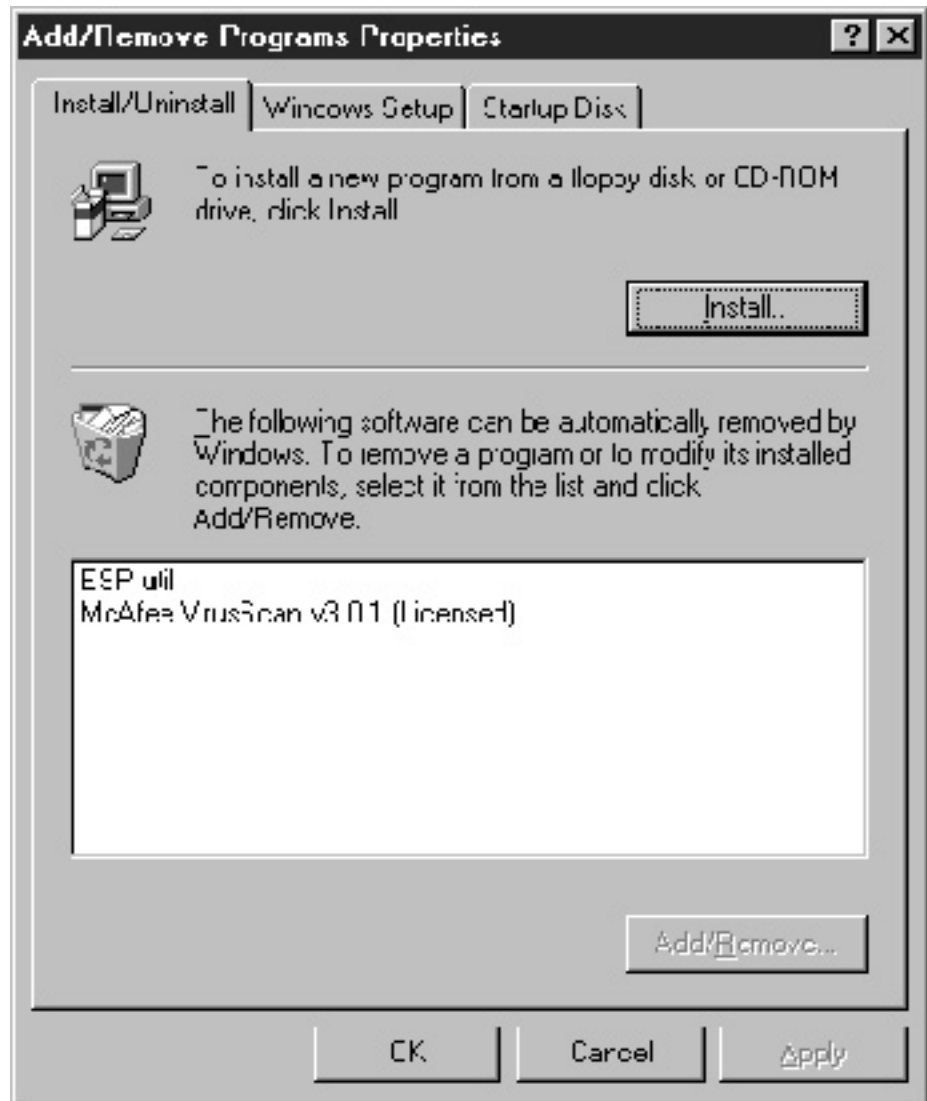 Add/Remove Programs Properties
? X
Install/Uninstall
Windows Setup
Startup Disk
To install a new program from a floppy disk or CD-ROM
drive, click Install.
Install...
The following software can be automatically removed by
Windows. To remove a program or to modify its installed
components, select it from the list and click
Add/Remove.
ESP util
McAfee VirusScan v3.0.1 (Licensed)
Add/Remove...
OK
Cancel
Apply